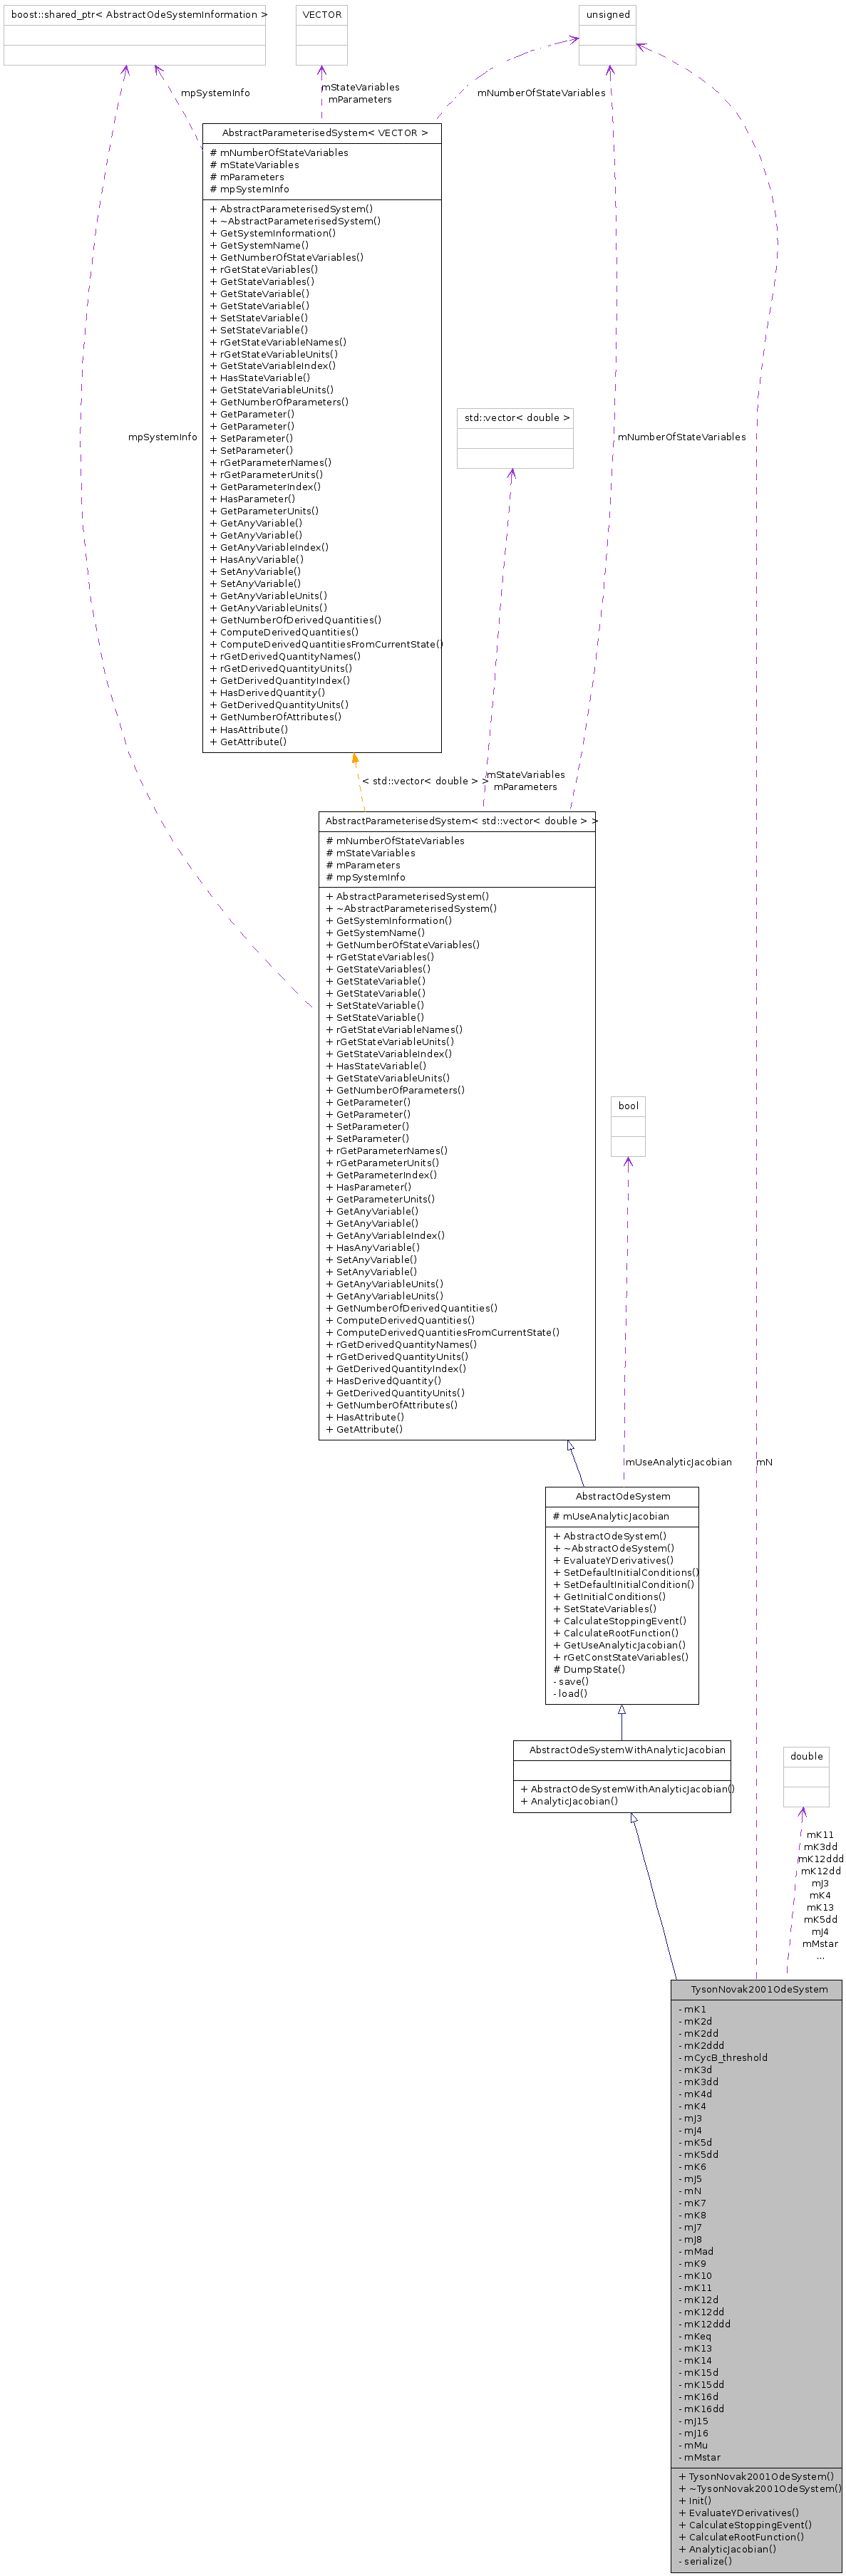 boost::shared_ptr< AbstractOdeSystemInformation >
VECTOR
unsigned
mpSystemInfo
mStateVariables
mParameters
mNumberOfStateVariables
AbstractParameterisedSystem< VECTOR >
# mNumberOfStateVariables
# mStateVariables
# mParameters
# mpSystemInfo
+ AbstractParameterisedSystem()
+ ~AbstractParameterisedSystem()
+ GetSystemInformation()
+ GetSystemName()
+ GetNumberOfStateVariables()
+ rGetStateVariables()
+ GetStateVariables()
+ GetStateVariable()
+ GetStateVariable()
+ SetStateVariable()
+ SetStateVariable()
+ rGetStateVariableNames()
+ rGetStateVariableUnits()
+ GetStateVariableIndex()
+ HasStateVariable()
+ GetStateVariableUnits()
+ GetNumberOfParameters()
+ GetParameter()
+ GetParameter()
+ SetParameter()
+ SetParameter()
+ rGetParameterNames()
+ rGetParameterUnits()
+ GetParameterIndex()
+ HasParameter()
+ GetParameterUnits()
+ GetAnyVariable()
+ GetAnyVariable()
+ GetAnyVariableIndex()
+ HasAnyVariable()
+ SetAnyVariable()
+ SetAnyVariable()
+ GetAnyVariableUnits()
+ GetAnyVariableUnits()
+ GetNumberOfDerivedQuantities()
+ ComputeDerivedQuantities()
+ ComputeDerivedQuantitiesFromCurrentState()
+ rGetDerivedQuantityNames()
+ rGetDerivedQuantityUnits()
+ GetDerivedQuantityIndex()
+ HasDerivedQuantity()
+ GetDerivedQuantityUnits()
+ GetNumberOfAttributes()
+ HasAttribute()
+ GetAttribute()
std::vector< double >
mpSystemInfo
mNumberOfStateVariables
< std::vector< double > >
mStateVariables
mParameters
AbstractParameterisedSystem< std::vector< double > >
# mNumberOfStateVariables
# mStateVariables
# mParameters
# mpSystemInfo
+ AbstractParameterisedSystem()
+ ~AbstractParameterisedSystem()
+ GetSystemInformation()
+ GetSystemName()
+ GetNumberOfStateVariables()
+ rGetStateVariables()
+ GetStateVariables()
+ GetStateVariable()
+ GetStateVariable()
+ SetStateVariable()
+ SetStateVariable()
+ rGetStateVariableNames()
+ rGetStateVariableUnits()
+ GetStateVariableIndex()
+ HasStateVariable()
+ GetStateVariableUnits()
+ GetNumberOfParameters()
+ GetParameter()
+ GetParameter()
+ SetParameter()
+ SetParameter()
+ rGetParameterNames()
+ rGetParameterUnits()
+ GetParameterIndex()
+ HasParameter()
+ GetParameterUnits()
+ GetAnyVariable()
+ GetAnyVariable()
+ GetAnyVariableIndex()
+ HasAnyVariable()
+ SetAnyVariable()
+ SetAnyVariable()
+ GetAnyVariableUnits()
+ GetAnyVariableUnits()
+ GetNumberOfDerivedQuantities()
+ ComputeDerivedQuantities()
+ ComputeDerivedQuantitiesFromCurrentState()
+ rGetDerivedQuantityNames()
+ rGetDerivedQuantityUnits()
+ GetDerivedQuantityIndex()
+ HasDerivedQuantity()
+ GetDerivedQuantityUnits()
+ GetNumberOfAttributes()
+ HasAttribute()
+ GetAttribute()
bool
mUseAnalyticJacobian
mN
AbstractOdeSystem
# mUseAnalyticJacobian
+ AbstractOdeSystem()
+ ~AbstractOdeSystem()
+ EvaluateYDerivatives()
+ SetDefaultInitialConditions()
+ SetDefaultInitialCondition()
+ GetInitialConditions()
+ SetStateVariables()
+ CalculateStoppingEvent()
+ CalculateRootFunction()
+ GetUseAnalyticJacobian()
+ rGetConstStateVariables()
# DumpState()
- save()
- load()
AbstractOdeSystemWithAnalyticJacobian
+ AbstractOdeSystemWithAnalyticJacobian()
+ AnalyticJacobian()
double
mK11
mK3dd
mK12ddd
mK12dd
mJ3
mK4
mK13
mK5dd
mJ4
mMstar
...
TysonNovak2001OdeSystem
- mK1
- mK2d
- mK2dd
- mK2ddd
- mCycB_threshold
- mK3d
- mK3dd
- mK4d
- mK4
- mJ3
- mJ4
- mK5d
- mK5dd
- mK6
- mJ5
- mN
- mK7
- mK8
- mJ7
- mJ8
- mMad
- mK9
- mK10
- mK11
- mK12d
- mK12dd
- mK12ddd
- mKeq
- mK13
- mK14
- mK15d
- mK15dd
- mK16d
- mK16dd
- mJ15
- mJ16
- mMu
- mMstar
+ TysonNovak2001OdeSystem()
+ ~TysonNovak2001OdeSystem()
+ Init()
+ EvaluateYDerivatives()
+ CalculateStoppingEvent()
+ CalculateRootFunction()
+ AnalyticJacobian()
- serialize()